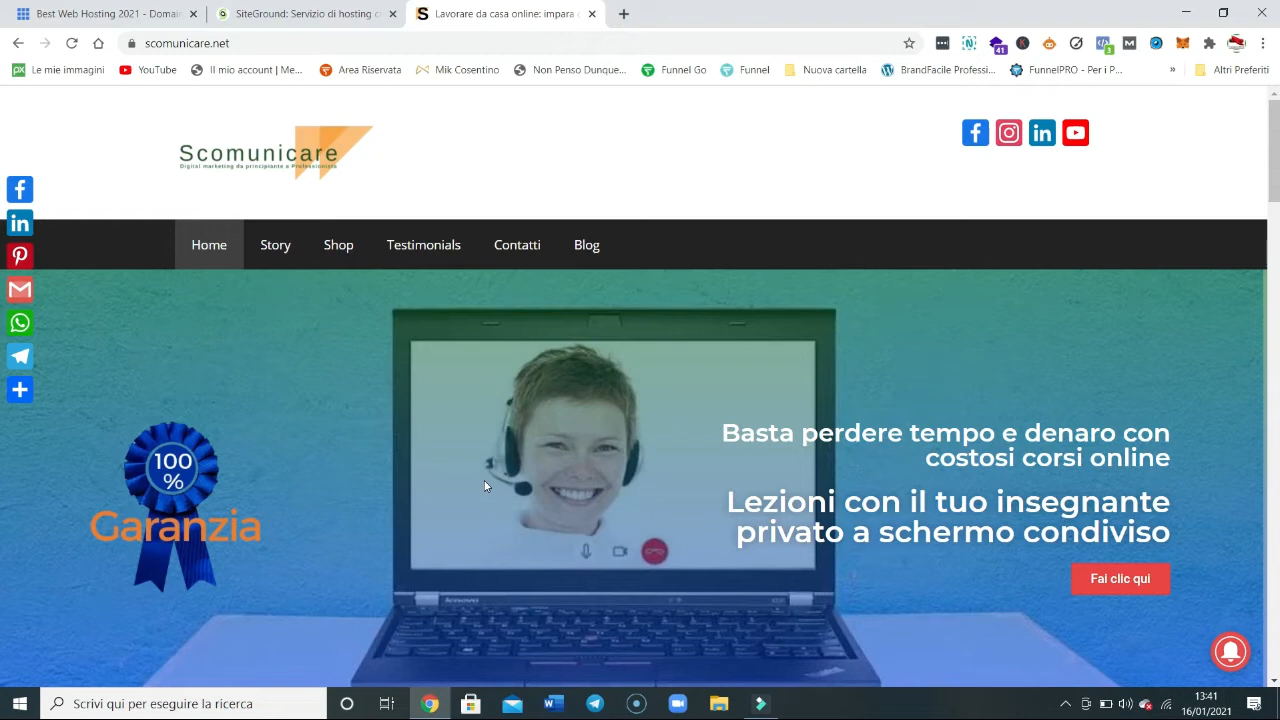 Best Web Hosting 2021 - Domain
SiteGround: Servizio di hosting c
Lavorare da casa online: impara c
scomunicare.net
41
3
Le mie immagini
YouTube
Il mio account | Me...
Area Riservata
Mik Cosentino
Non Penso Dunque...
Funnel Go
Funnel
Nuova cartella
BrandFacile Professi...
FunnelPRO - Per i P...
»
Altri Preferiti
Scomunicare
Digital marketing da principiante a Professionista
Home
Story
Shop
Testimonials
Contatti
Blog
100
%
Garanzia
Basta perdere tempo e denaro con
costosi corsi online
Lezioni con il tuo insegnante
privato a schermo condiviso
Fai clic qui
lenovo
Scrivi qui per eseguire la ricerca
13:41
16/01/2021